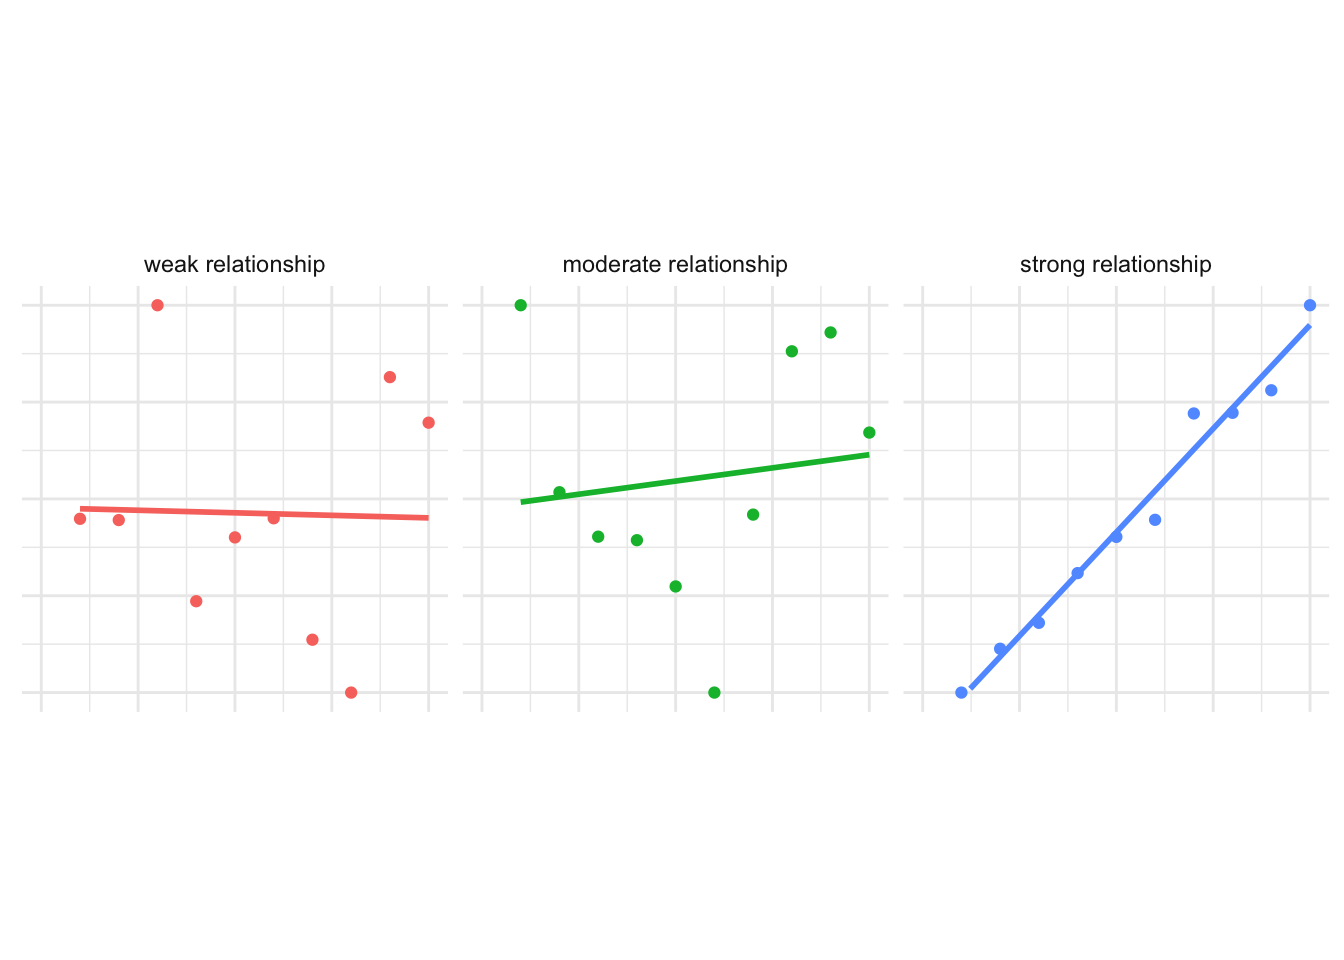 weak relationship
moderate relationship
strong relationship